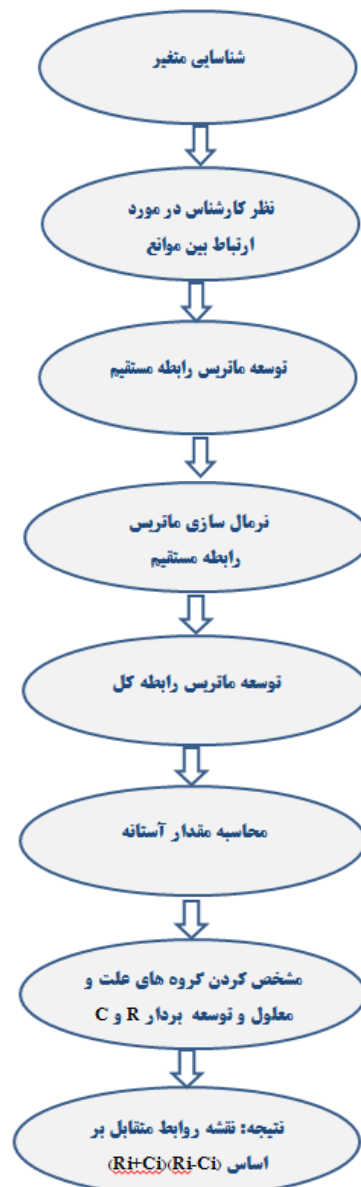 شناسایی متغیر
نظر کارشناس در مورد
ارتباط بین موانع
توسعه ماتریس رابطه مستقیم
نرمال سازی ماتریس
رابطه مستقیم
توسعه ماتریس رابطه کل
محاسبه مقدار آستانه
مشخص کردن گروه های علت و
معلول و توسعه بردار R و C
نتیجه: نقشه روابط متقابل بر
اساس (Ri+Ci)(Ri-Ci)